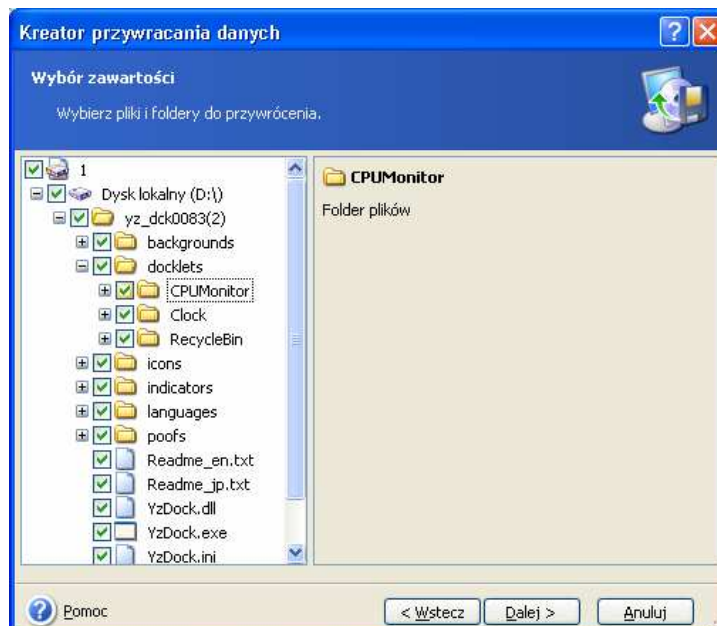 Kreator przywracania danych
Wybór zawartości
Wybierz pliki i foldery do przywrócenia.
1
Dysk lokalny (D:\)
yz_dck0083(2)
backgrounds
docklets
CPUMonitor
Clock
RecycleBin
icons
indicators
languages
poofs
Readme_en.txt
Readme_jp.txt
YzDock.dll
YzDock.exe
YzDock.ini
CPUMonitor
Folder plików
Pomoc
< Wstecz
Dalej >
Anuluj